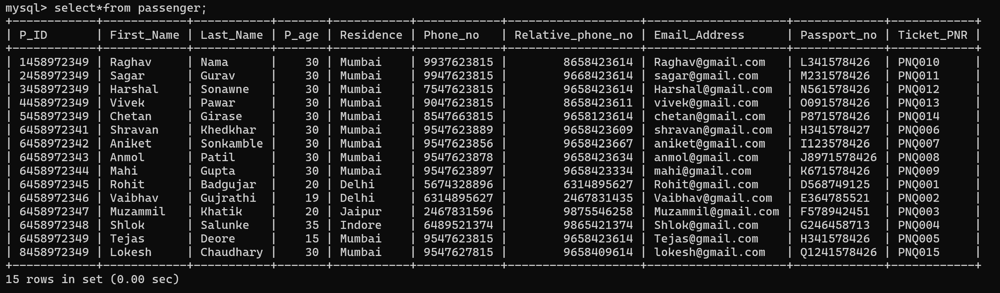 mysql> select*from passenger;
+------------+------------+-----------+-------+-----------+------------+-------------------+--------------------+-------------+------------+
| P_ID       | First_Name | Last_Name | P_age | Residence | Phone_no   | Relative_phone_no | Email_Address      | Passport_no | Ticket_PNR |
+------------+------------+-----------+-------+-----------+------------+-------------------+--------------------+-------------+------------+
| 1458972349 | Raghav     | Nama      |    30 | Mumbai    | 9937623815 |        8658423614 | Raghav@gmail.com   | L341578426  | PNQ010     |
| 2458972349 | Sagar      | Gurav     |    30 | Mumbai    | 9947623815 |        9668423614 | sagar@gmail.com    | M231578426  | PNQ011     |
| 3458972349 | Harshal    | Sonawne   |    30 | Mumbai    | 7547623815 |        9658423614 | Harshal@gmail.com  | N561578426  | PNQ012     |
| 4458972349 | Vivek      | Pawar     |    30 | Mumbai    | 9047623815 |        8658423611 | vivek@gmail.com    | O091578426  | PNQ013     |
| 5458972349 | Chetan     | Girase    |    30 | Mumbai    | 8547663815 |        9658123614 | chetan@gmail.com   | P871578426  | PNQ014     |
| 6458972341 | Shravan    | Khedkhar  |    30 | Mumbai    | 9547623889 |        9658423609 | shravan@gmail.com  | H341578427  | PNQ006     |
| 6458972342 | Aniket     | Sonkamble |    30 | Mumbai    | 9547623856 |        9658423667 | aniket@gmail.com   | I123578426  | PNQ007     |
| 6458972343 | Anmol      | Patil     |    30 | Mumbai    | 9547623878 |        9658423634 | anmol@gmail.com    | J8971578426 | PNQ008     |
| 6458972344 | Mahi       | Gupta     |    30 | Mumbai    | 9547623897 |        9658423334 | mahi@gmail.com     | K671578426  | PNQ009     |
| 6458972345 | Rohit      | Badgujar  |    20 | Delhi     | 5674328896 |        6314895627 | Rohit@gmail.com    | D568749125  | PNQ001     |
| 6458972346 | Vaibhav    | Gujrathi  |    19 | Delhi     | 6314895627 |        2467831435 | Vaibhav@gmail.com  | E364785521  | PNQ002     |
| 6458972347 | Muzammil   | Khatik    |    20 | Jaipur    | 2467831596 |        9875546258 | Muzammil@gmail.com | F578942451  | PNQ003     |
| 6458972348 | Shlok      | Salunke   |    35 | Indore    | 6489521374 |        9865421374 | Shlok@gmail.com    | G246458713  | PNQ004     |
| 6458972349 | Tejas      | Deore     |    15 | Mumbai    | 9547623815 |        9658423614 | Tejas@gmail.com    | H341578426  | PNQ005     |
| 8458972349 | Lokesh     | Chaudhary |    30 | Mumbai    | 9547627815 |        9658409614 | lokesh@gmail.com   | Q1241578426 | PNQ015     |
+------------+------------+-----------+-------+-----------+------------+-------------------+--------------------+-------------+------------+
15 rows in set (0.00 sec)